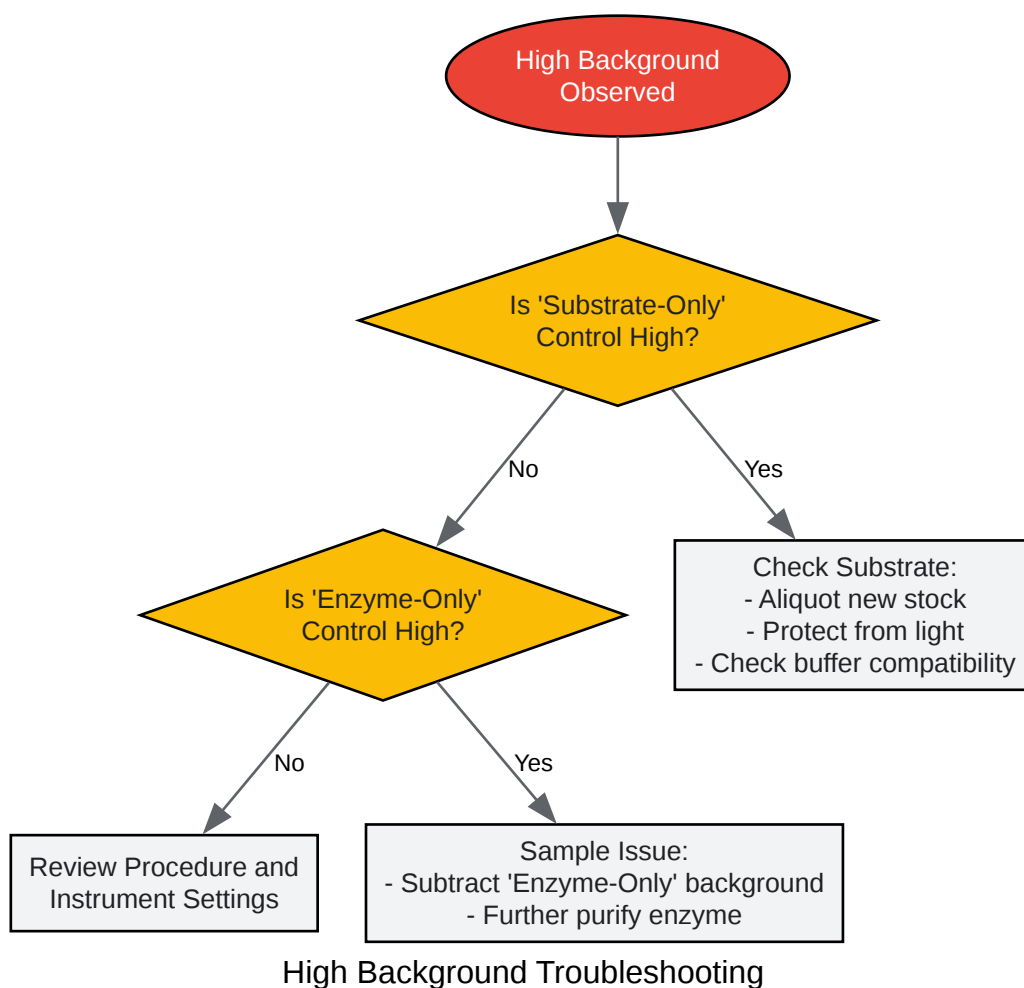 High Background
Observed
Is 'Substrate-Only'
Control High?
No
Yes
Is 'Enzyme-Only'
Control High?
Check Substrate:
- Aliquot new stock
- Protect from light
- Check buffer compatibility
No
Yes
Review Procedure and
Instrument Settings
Sample Issue:
- Subtract 'Enzyme-Only' background
- Further purify enzyme
High Background Troubleshooting